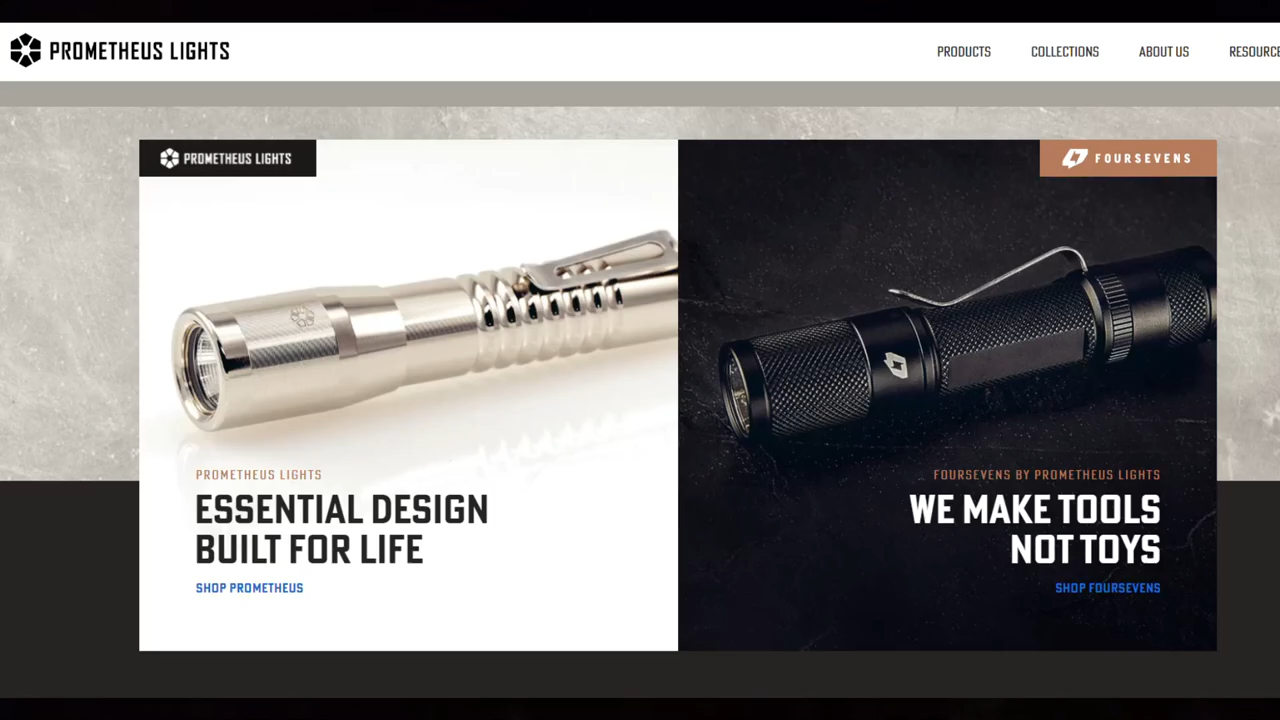 PROMETHEUS LIGHTS
PRODUCTS
COLLECTIONS
ABOUT US
RESOURCE
PROMETHEUS LIGHTS
FOURSEVENS
PROMETHEUS LIGHTS
ESSENTIAL DESIGN
BUILT FOR LIFE
SHOP PROMETHEUS
FOURSEVENS BY PROMETHEUS LIGHTS
WE MAKE TOOLS
NOT TOYS
SHOP FOURSEVENS